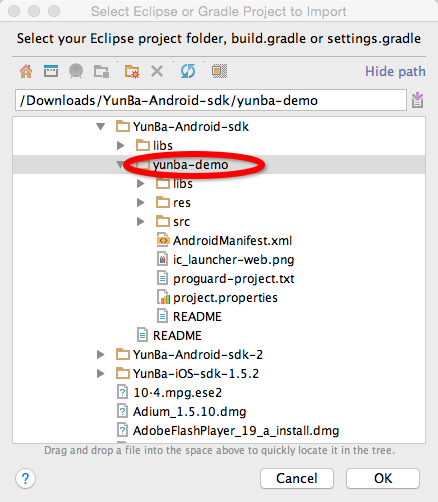 Select Eclipse or Gradle Project to Import
Select your Eclipse project folder, build.gradle or settings.gradle
Hide path
/Downloads/YunBa-Android-sdk/yunba-demo
YunBa-Android-sdk
libs
yunba-demo
libs
res
src
AndroidManifest.xml
ic_launcher-web.png
proguard-project.txt
project.properties
README
README
YunBa-Android-sdk-2
YunBa-iOS-sdk-1.5.2
10-4.mpg.ese2
Adium_1.5.10.dmg
AdobeFlashPlayer_19_a_install.dmg
Drag and drop a file into the space above to quickly locate it in the tree.
? Cancel OK